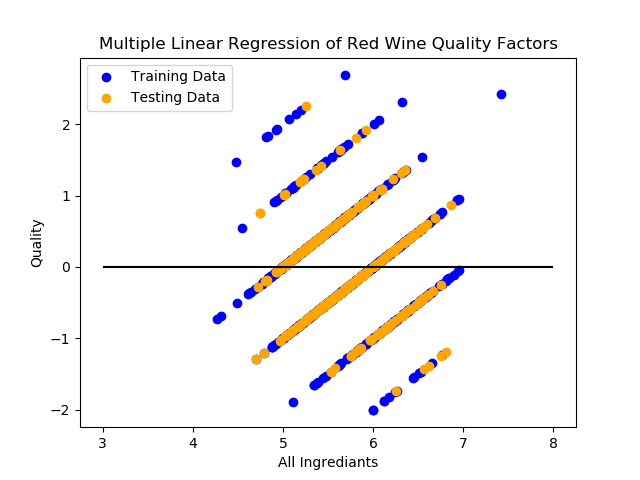 Multiple Linear Regression of Red Wine Quality Factors
Training Data
Testing Data
2
1
0
−1
−2
Quality
3 4 5 6 7 8
All Ingrediants